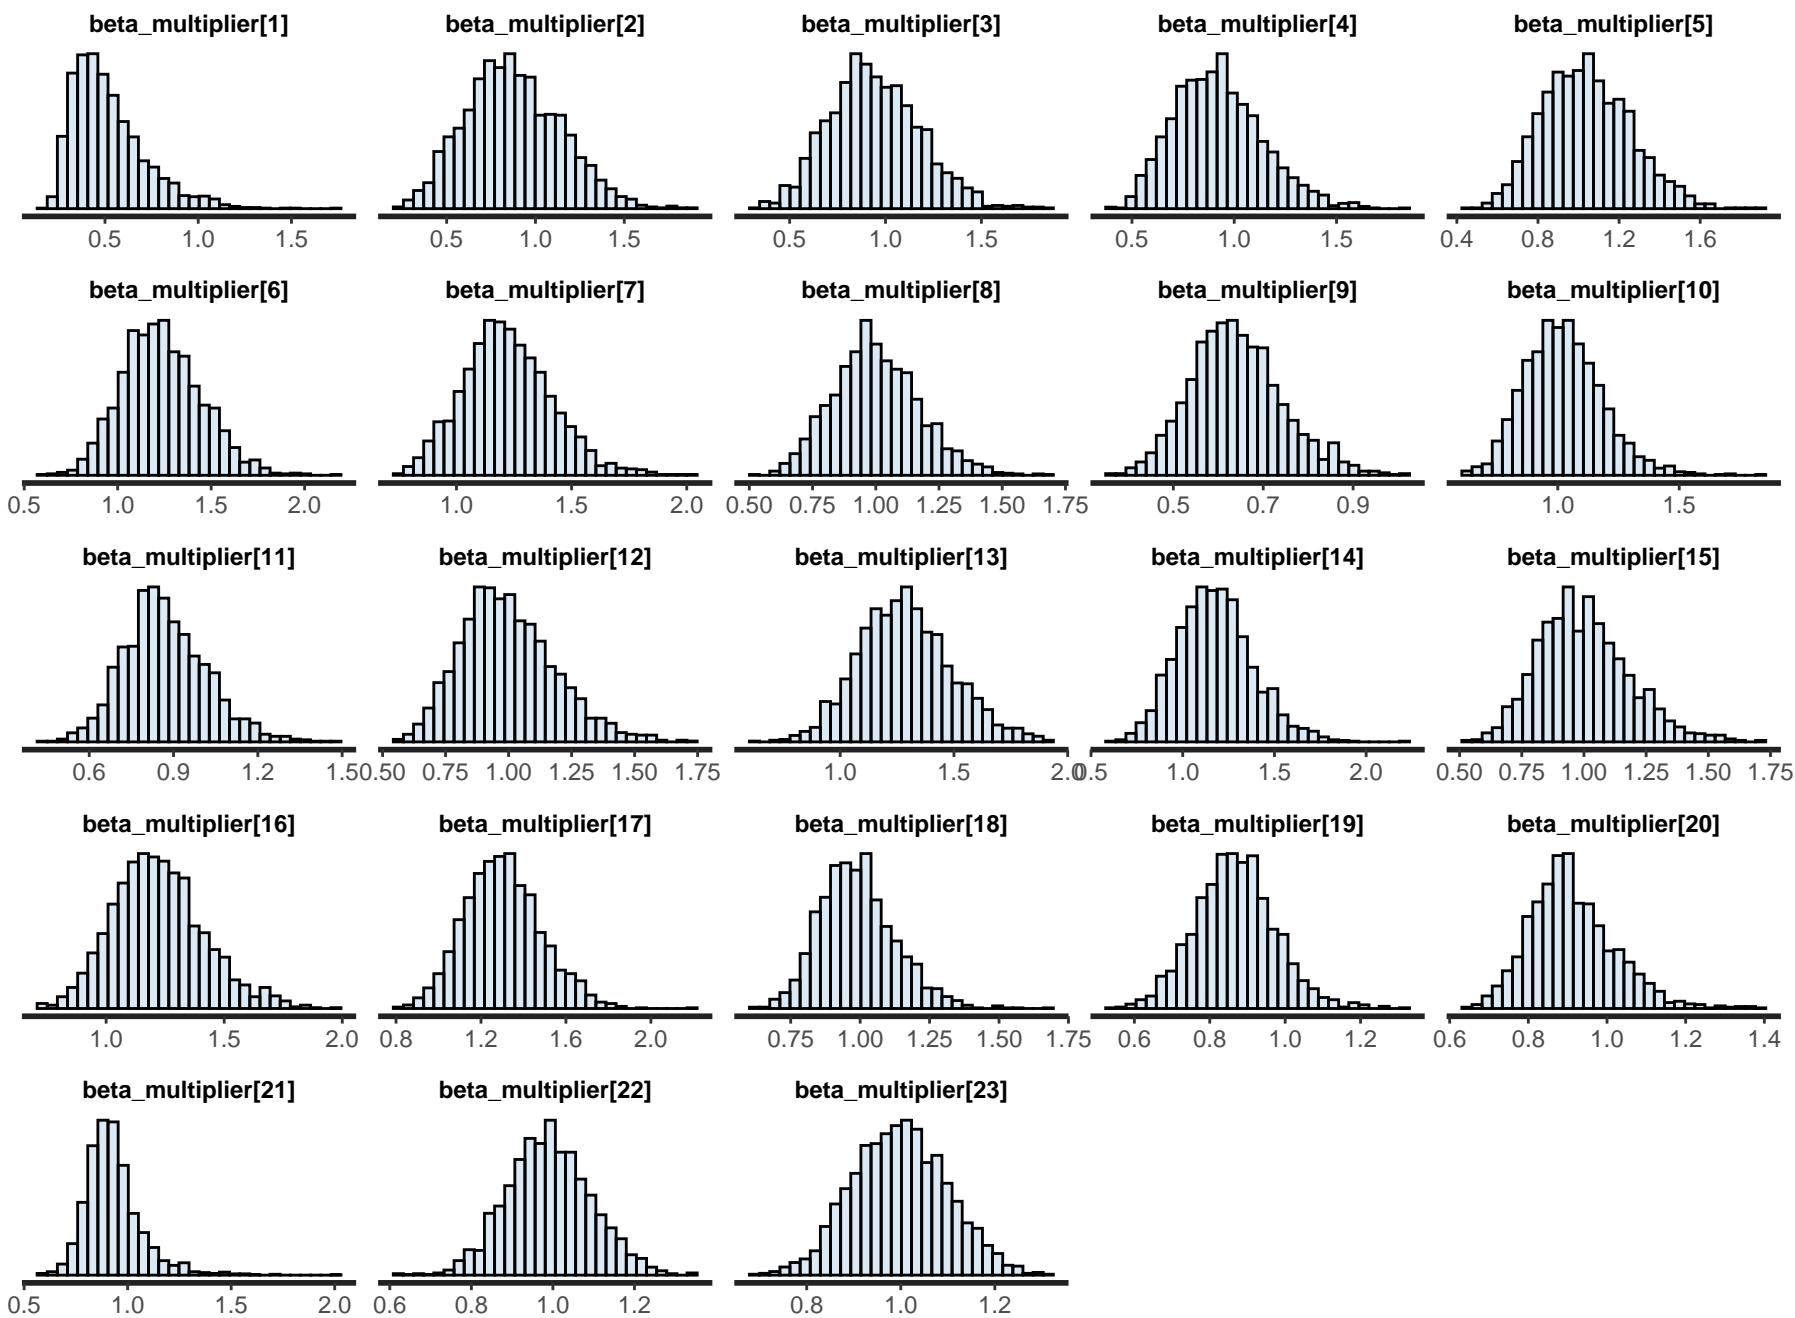 beta_multiplier[1] beta_multiplier[2] beta_multiplier[3] beta_multiplier[4] beta_multiplier[5]
0.5 1.0 1.5 0.5 1.0 1.5 0.5 1.0 1.5 0.5 1.0 1.5 0.4 0.8 1.2 1.6
beta_multiplier[6] beta_multiplier[7] beta_multiplier[8] beta_multiplier[9] beta_multiplier[10]
0.5 1.0 1.5 2.0 1.0 1.5 2.0 0.50 0.75 1.00 1.25 1.50 1.75 0.5 0.7 0.9 1.0 1.5
beta_multiplier[11] beta_multiplier[12] beta_multiplier[13] beta_multiplier[14] beta_multiplier[15]
0.6 0.9 1.2 1.5 0.50 0.75 1.00 1.25 1.50 1.75 1.0 1.5 2.0 0.5 1.0 1.5 2.0 0.50 0.75 1.00 1.25 1.50 1.75
beta_multiplier[16] beta_multiplier[17] beta_multiplier[18] beta_multiplier[19] beta_multiplier[20]
1.0 1.5 2.0 0.8 1.2 1.6 2.0 0.75 1.00 1.25 1.50 1.75 0.6 0.8 1.0 1.2 0.6 0.8 1.0 1.2 1.4
beta_multiplier[21] beta_multiplier[22] beta_multiplier[23]
0.5 1.0 1.5 2.0 0.6 0.8 1.0 1.2 0.8 1.0 1.2